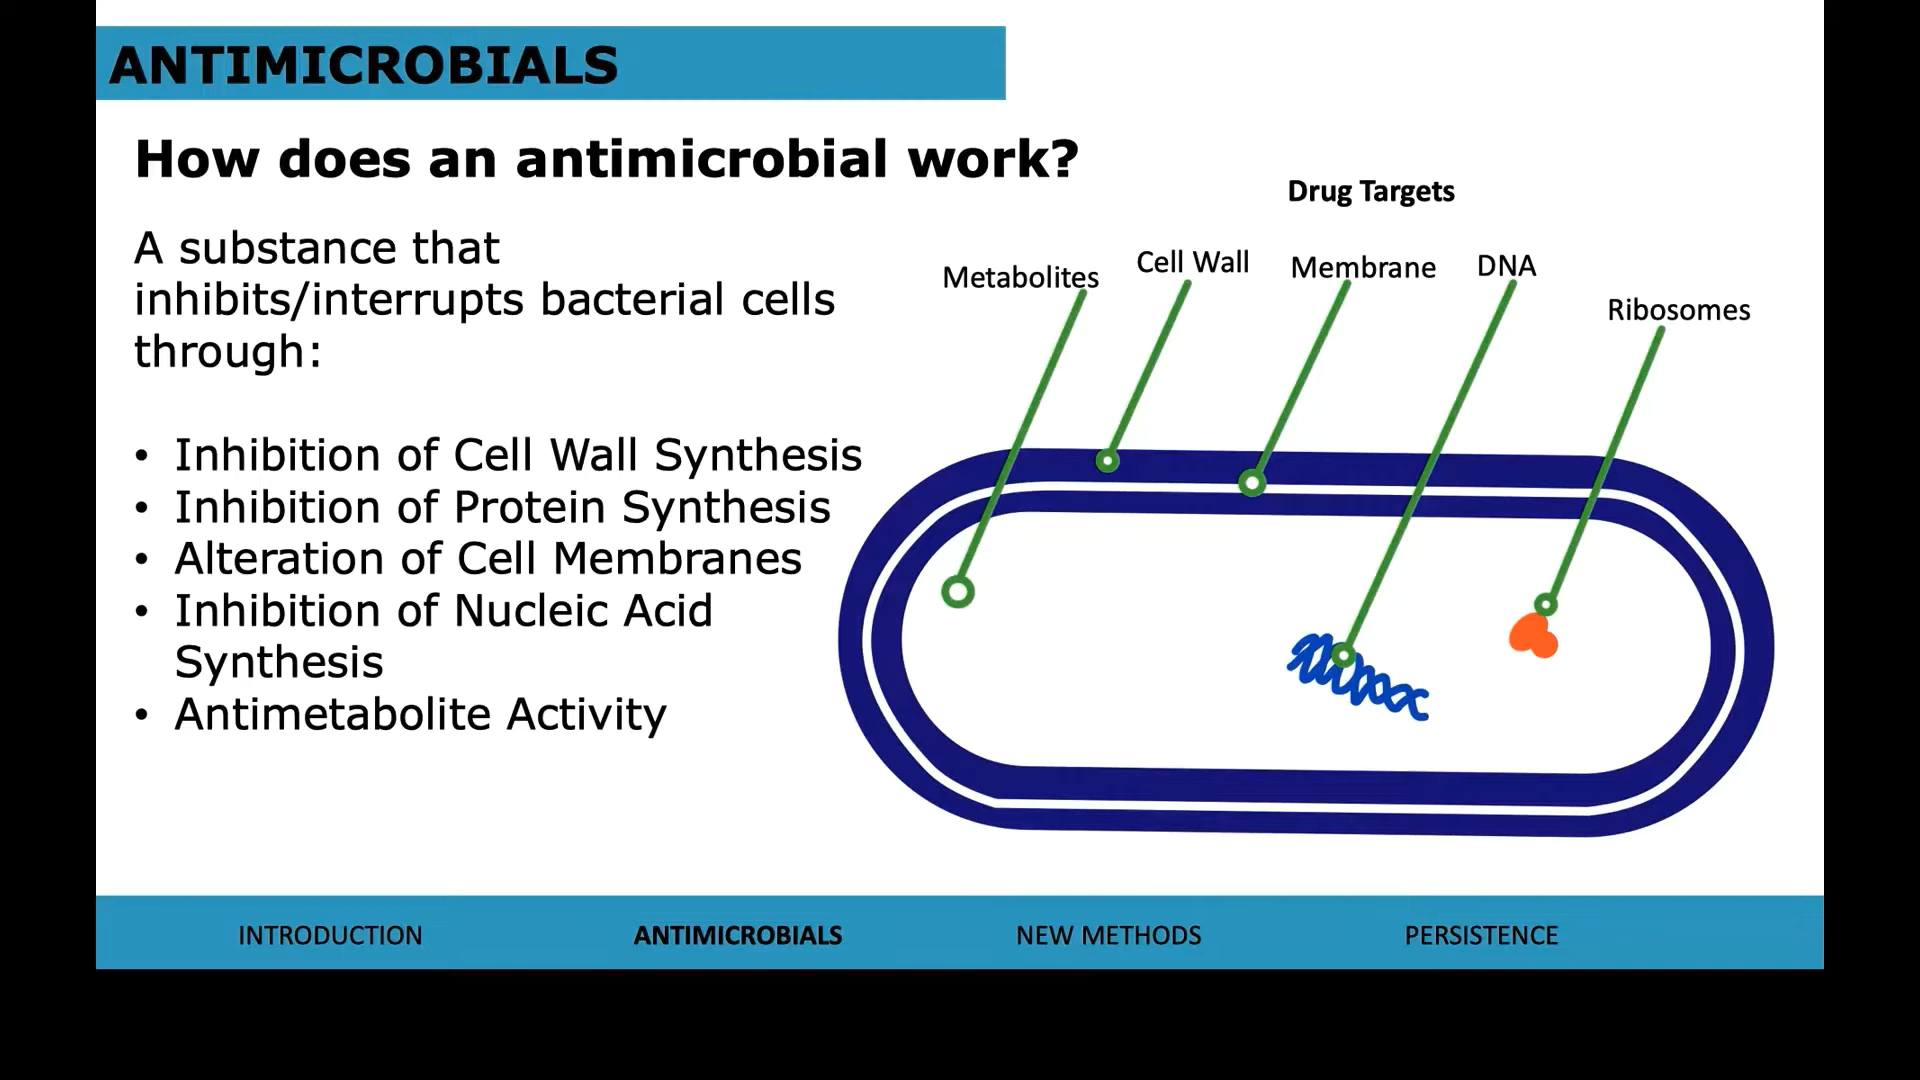 ANTIMICROBIALS
How does an antimicrobial work?
A substance that
inhibits/interrupts bacterial cells
through:
• Inhibition of Cell Wall Synthesis
• Inhibition of Protein Synthesis
• Alteration of Cell Membranes
• Inhibition of Nucleic Acid
Synthesis
• Antimetabolite Activity
Drug Targets
Metabolites
Cell Wall
Membrane
DNA
Ribosomes
INTRODUCTION
ANTIMICROBIALS
NEW METHODS
PERSISTENCE